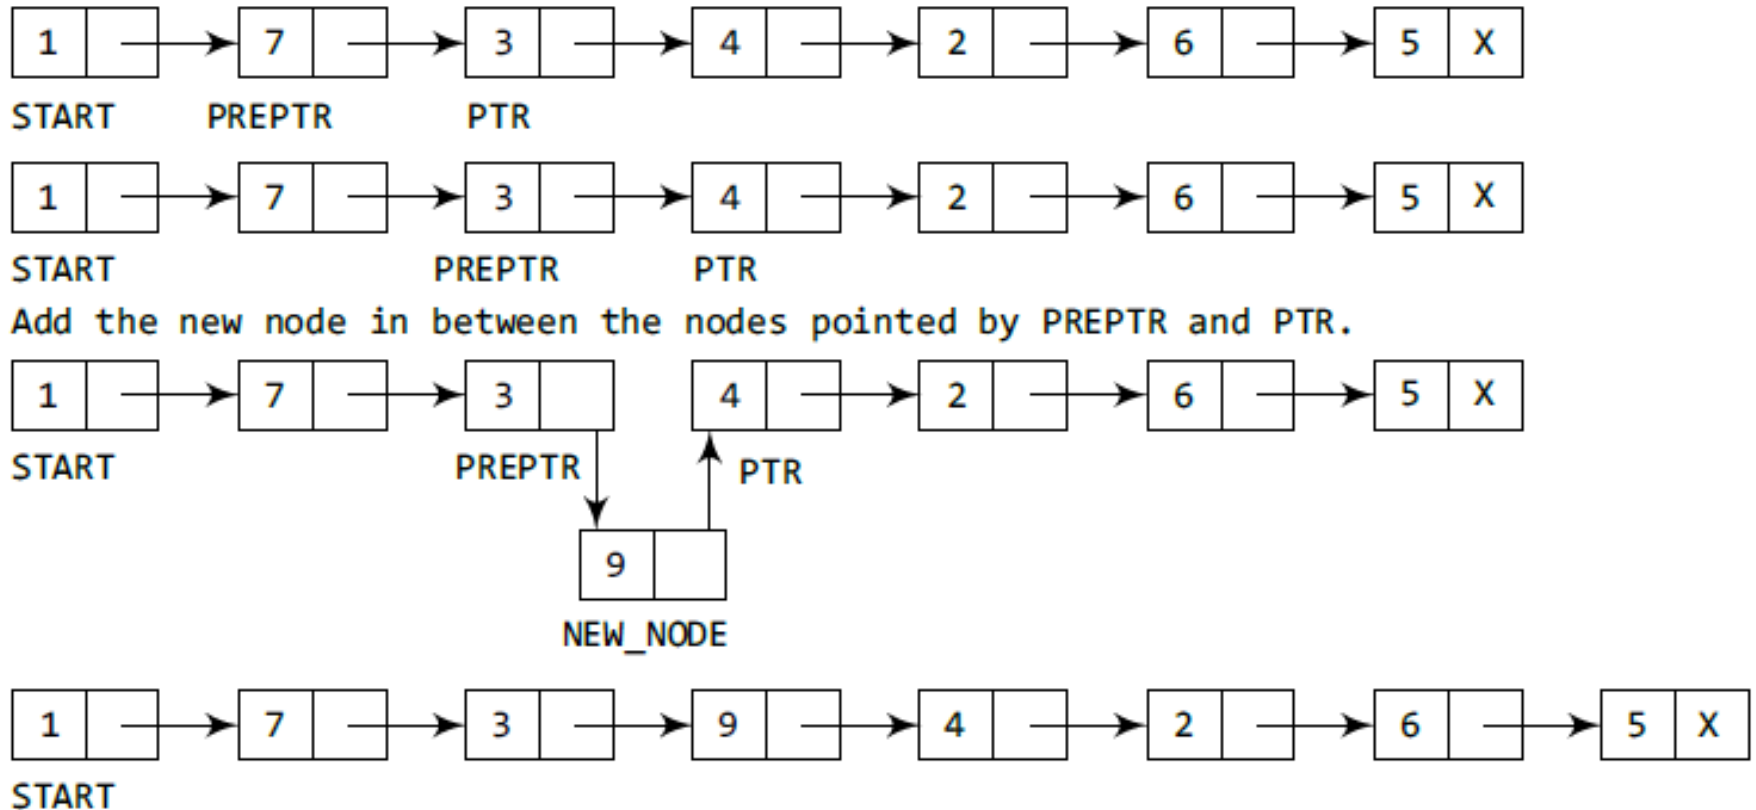 1 7 3 4 2 6 5 X
START PREPTR PTR
1 7 3 4 2 6 5 X
START PREPTR PTR
Add the new node in between the nodes pointed by PREPTR and PTR.
1 7 3 4 2 6 5 X
START PREPTR PTR
9
NEW_NODE
1 7 3 9 4 2 6 5 X
START